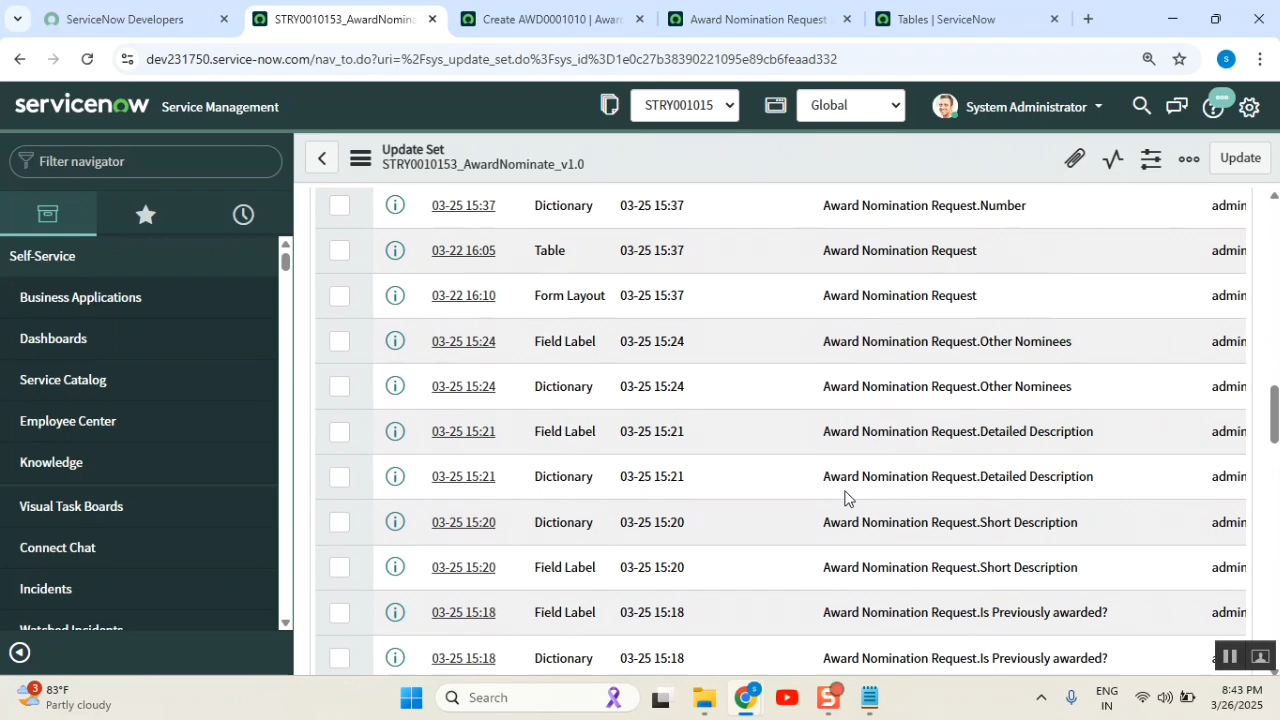 ServiceNow Developers
STRY0010153_AwardNomina
Create AWD0001010 | Awar
Award Nomination Request
Tables | ServiceNow
dev231750.service-now.com/nav_to.do?uri=%2Fsys_update_set.do%3Fsys_id%3D1e0c27b38390221095e89cb6feaad332
s
servicenow Service Management
STRY001015
Global
System Administrator
Filter navigator
Update Set
STRY0010153_AwardNominate_v1.0
Update
Self-Service
Business Applications
Dashboards
Service Catalog
Employee Center
Knowledge
Visual Task Boards
Connect Chat
Incidents
Watched Incidents
03-25 15:37 Dictionary 03-25 15:37 Award Nomination Request.Number admin
03-22 16:05 Table 03-25 15:37 Award Nomination Request admin
03-22 16:10 Form Layout 03-25 15:37 Award Nomination Request admin
03-25 15:24 Field Label 03-25 15:24 Award Nomination Request.Other Nominees admin
03-25 15:24 Dictionary 03-25 15:24 Award Nomination Request.Other Nominees admin
03-25 15:21 Field Label 03-25 15:21 Award Nomination Request.Detailed Description admin
03-25 15:21 Dictionary 03-25 15:21 Award Nomination Request.Detailed Description admin
03-25 15:20 Dictionary 03-25 15:20 Award Nomination Request.Short Description admin
03-25 15:20 Field Label 03-25 15:20 Award Nomination Request.Short Description admin
03-25 15:18 Field Label 03-25 15:18 Award Nomination Request.Is Previously awarded? admin
03-25 15:18 Dictionary 03-25 15:18 Award Nomination Request.Is Previously awarded?
3
83°F
Partly cloudy
Search
ENG
IN
8:43 PM
3/26/2025